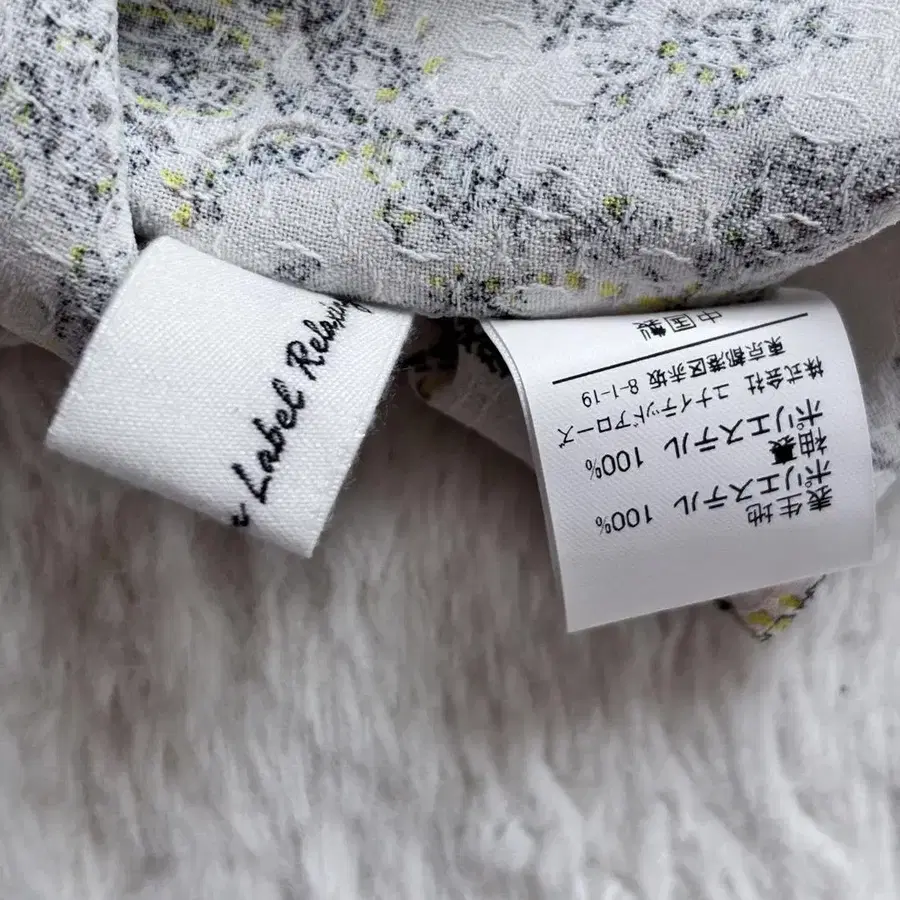 Label Relaxing
表生地
ポリエステル 100%
袖裏
ポリエステル 100%
株式会社 ユナイテッドアローズ
東京都港区赤坂 8-1-19
中国製